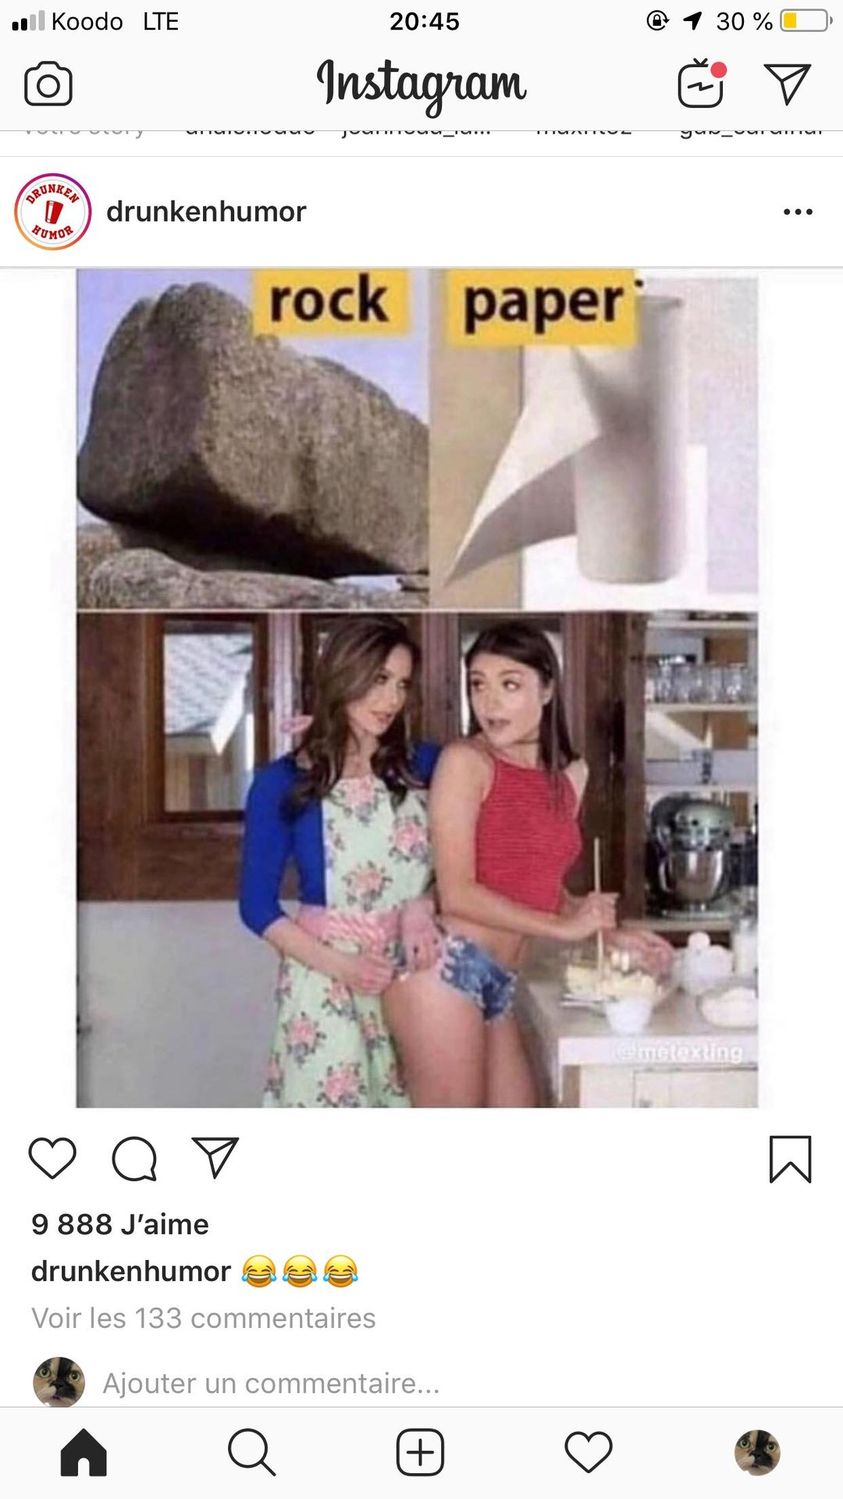 Koodo LTE 20:45 30 %
Instagram
DRUNKEN HUMOR
drunkenhumor
rock paper
@metexting
9 888 J'aime
drunkenhumor 😂😂😂
Voir les 133 commentaires
Ajouter un commentaire...